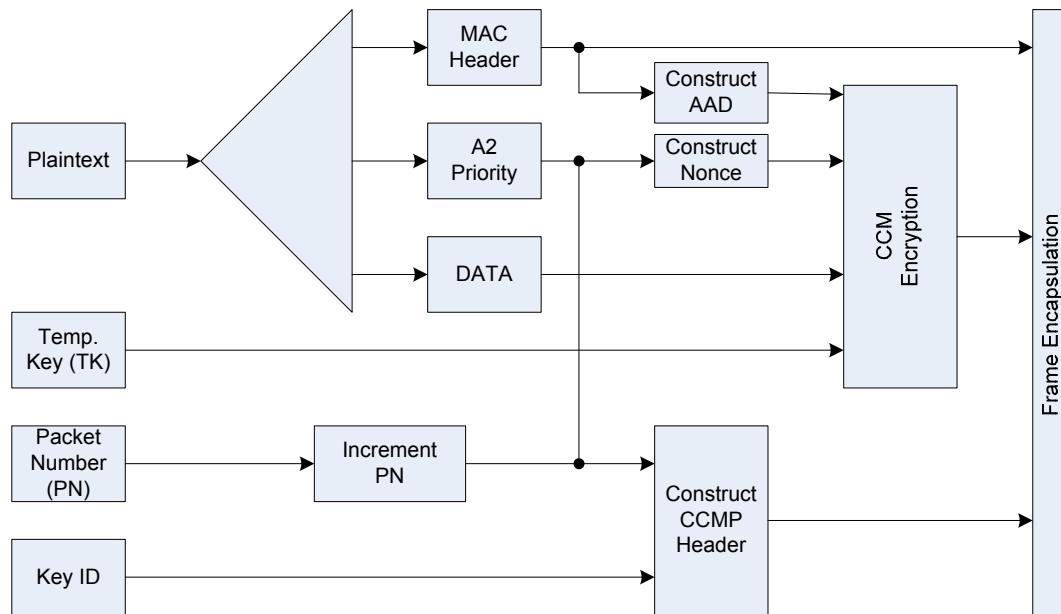 MAC
Header
Construct
AAD
Plaintext
A2
Priority
Construct
Nonce
CCM
Encryption
DATA
Temp.
Key (TK)
Packet
Number
(PN)
Increment
PN
Construct
CCMP
Header
Key ID
Frame Encapsulation